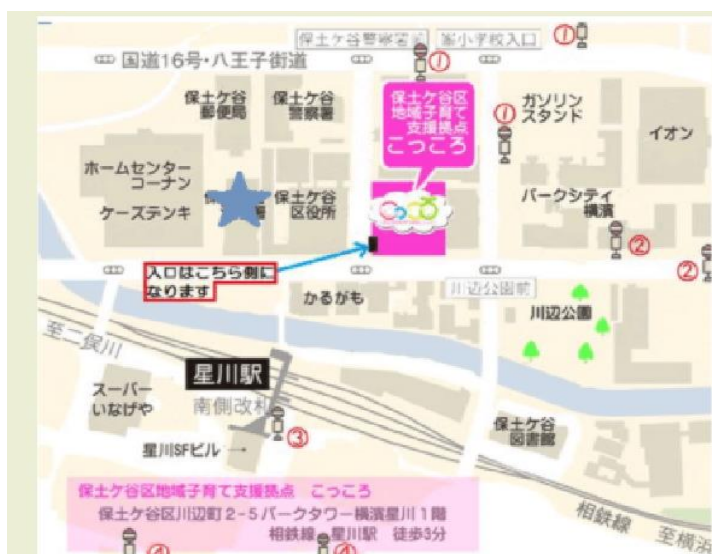 保土ケ谷警察署前
峯小学校入口
①
国道16号・八王子街道
①
保土ケ谷
郵便局
保土ケ谷
警察署
保土ケ谷区
地域子育て
支援拠点
こっころ
①
ガソリン
スタンド
イオン
ホームセンター
コーナン
ケーズデンキ
保土ケ谷
区役所
パークシティ
横濱
②
②
入口はこちら側に
なります
かるがも
川辺公園前
川辺公園
至二俣川
星川駅
スーパー
いなげや
南側改札
③
星川SFビル
保土ケ谷
図書館
保土ケ谷区地域子育て支援拠点 こっころ
保土ケ谷区川辺町2-5パークタワー横濱星川1階
相鉄線 星川駅 徒歩3分
相鉄線
至横浜
④
④